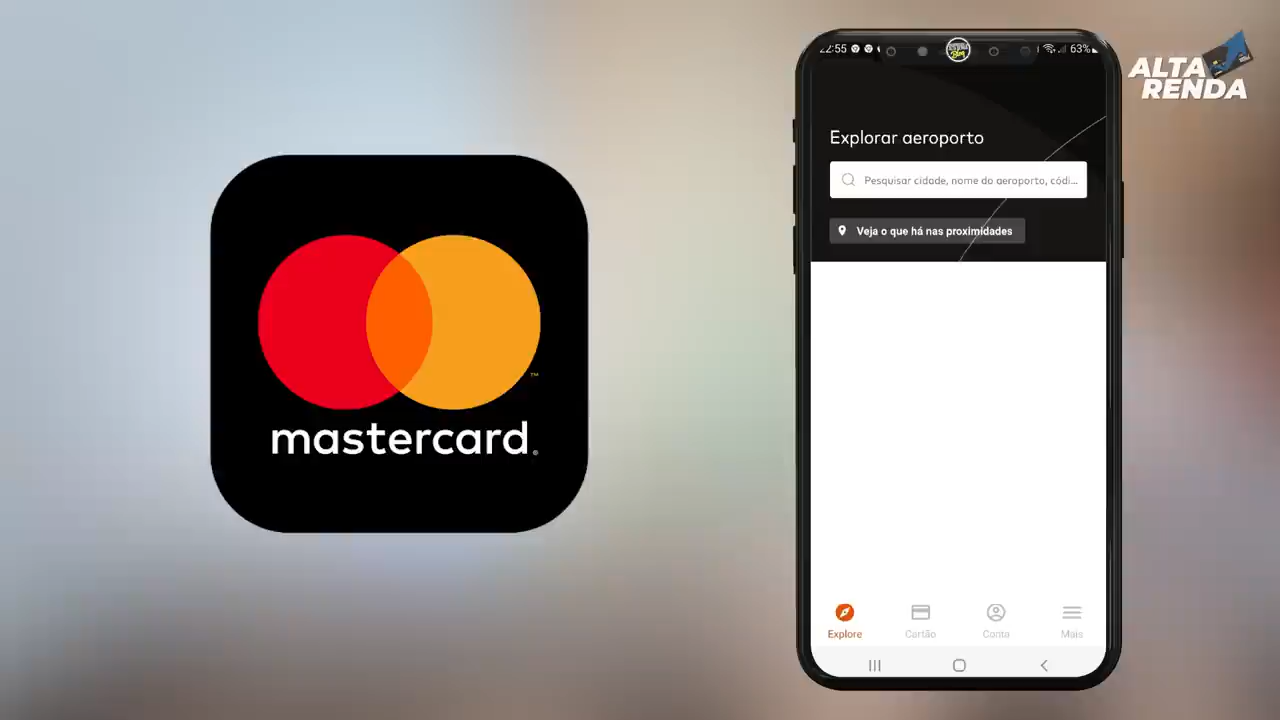 mastercard.
22:55
63%
Explorar aeroporto
Pesquisar cidade, nome do aeroporto, códi...
Veja o que há nas proximidades
Explore
Cartão
Conta
Mais
ALTA
RENDA